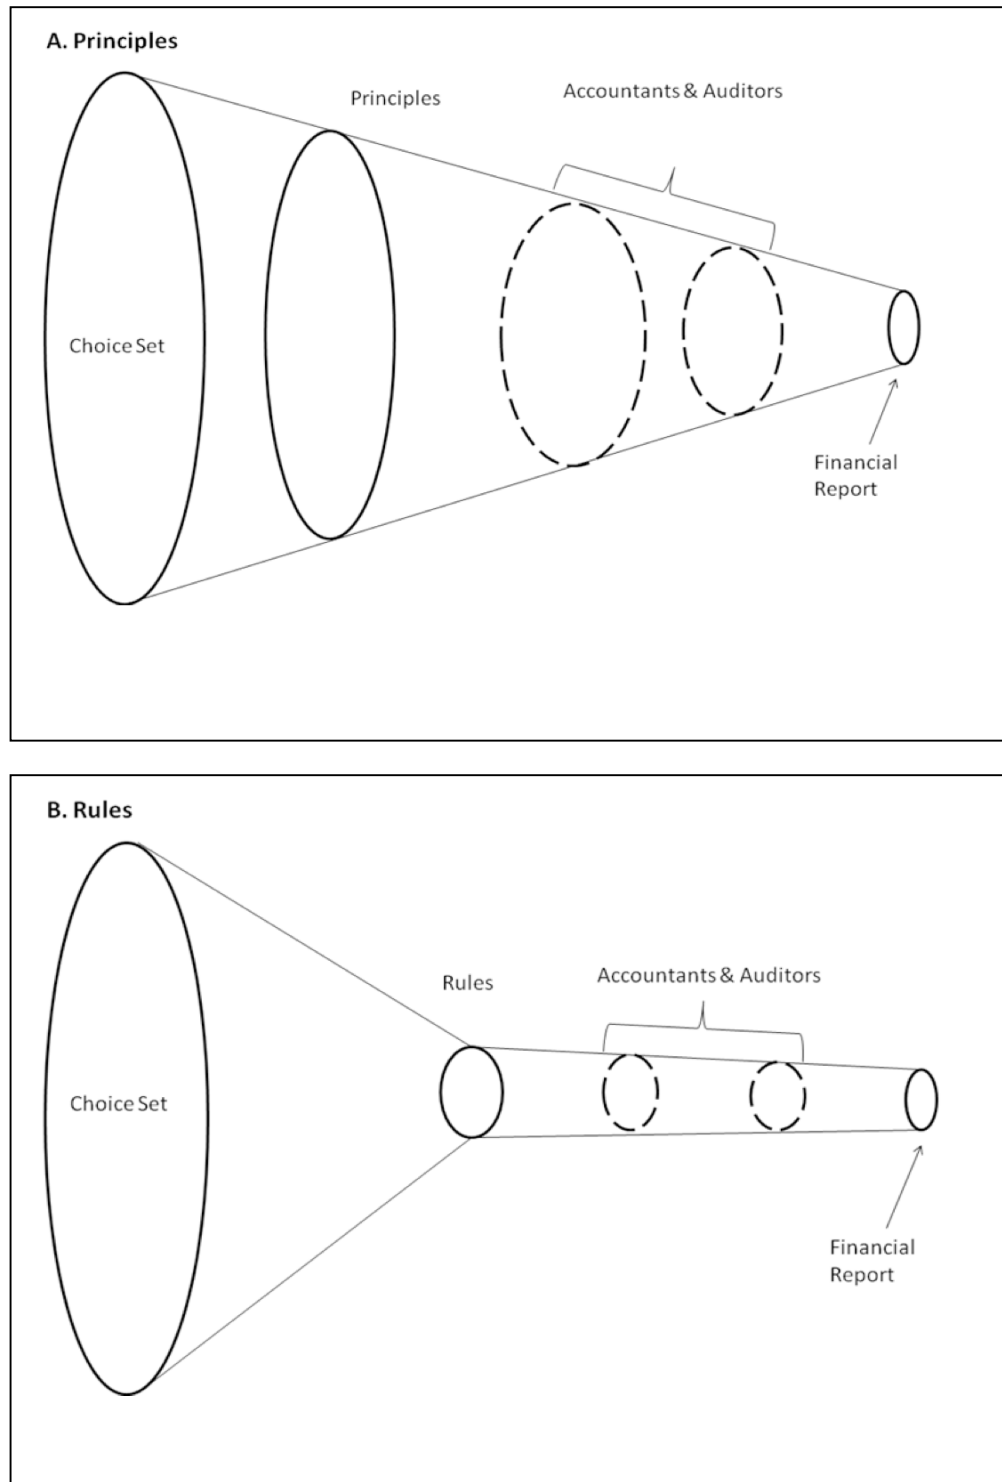 A. Principles
Principles
Accountants & Auditors
Choice Set
Financial
Report
B. Rules
Rules
Accountants & Auditors
Choice Set
Financial
Report